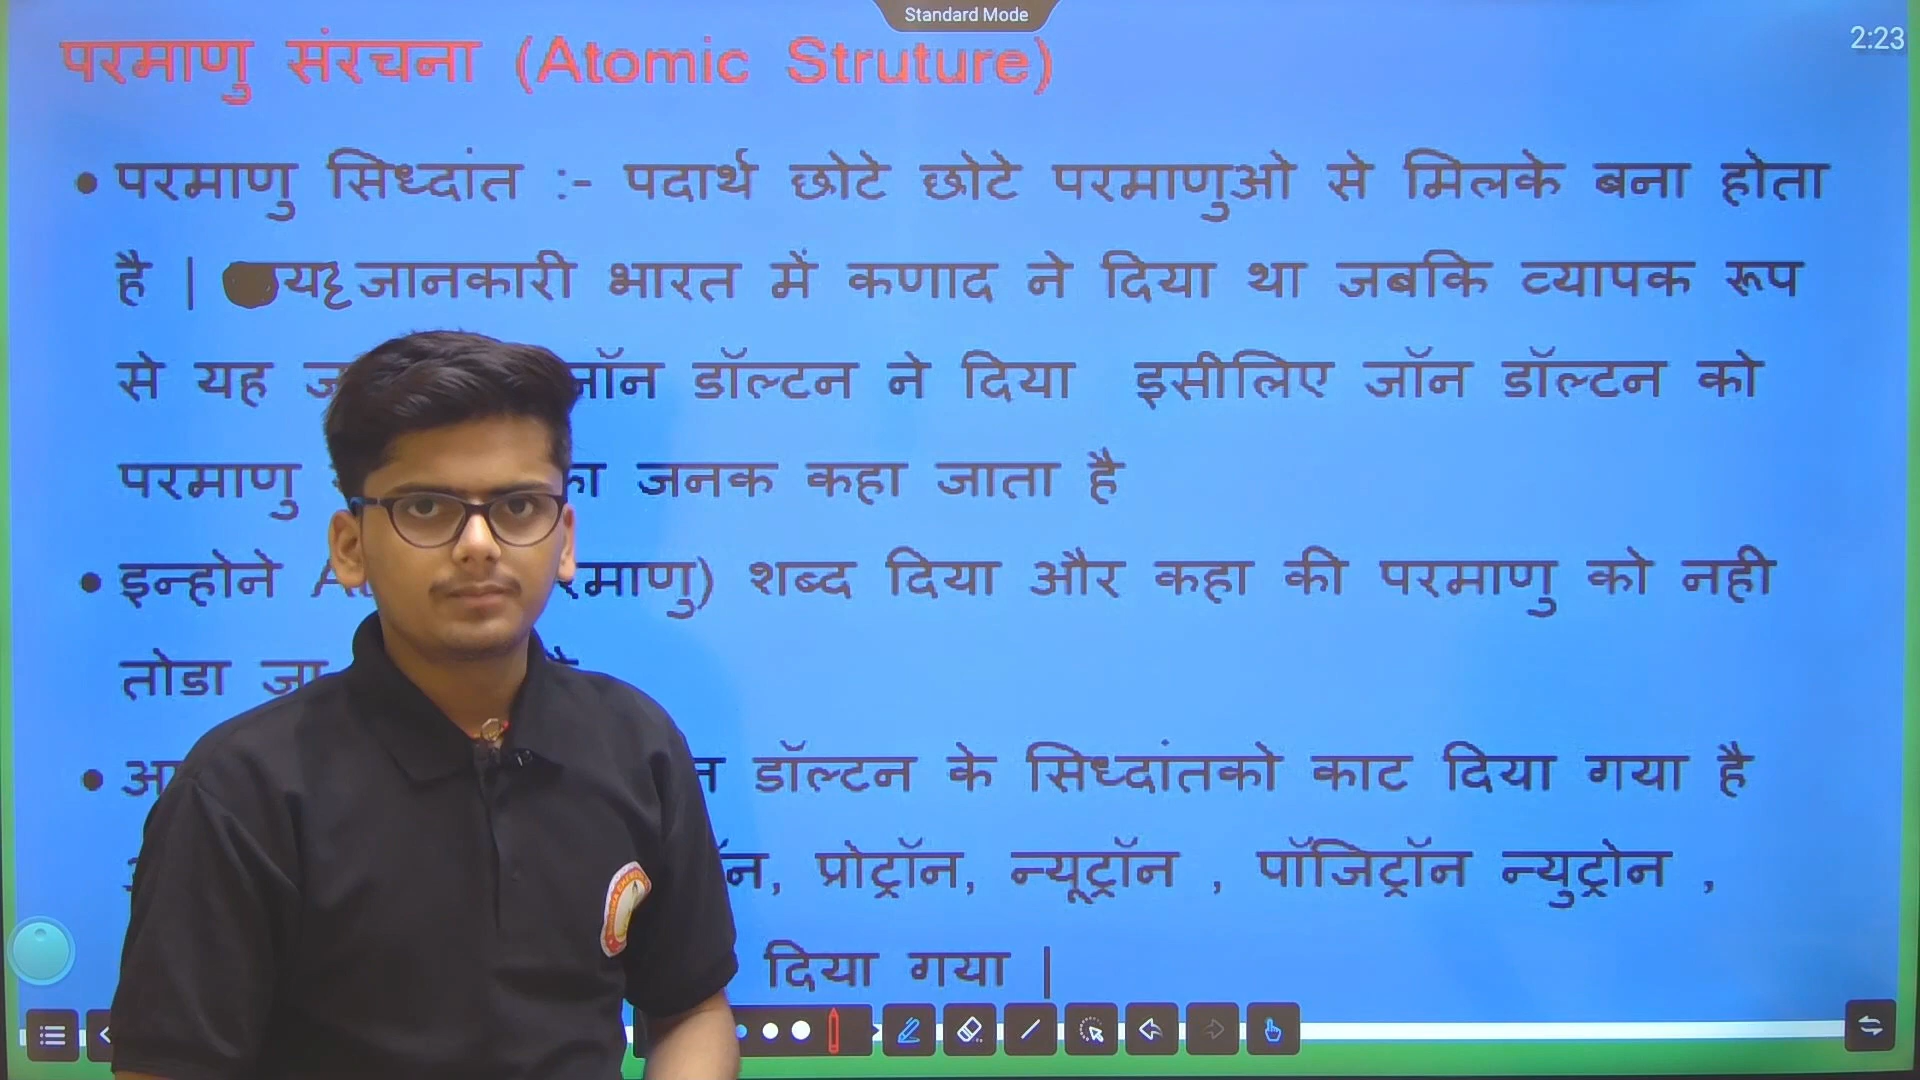 Standard Mode
2:23
परमाणु संरचना (Atomic Struture)
• परमाणु सिध्दांत :- पदार्थ छोटे छोटे परमाणुओ से मिलके बना होता
है | यह जानकारी भारत में कणाद ने दिया था जबकि व्यापक रूप
से यह जॉन डॉल्टन ने दिया इसीलिए जॉन डॉल्टन को
परमाणु का जनक कहा जाता है
• इन्होने शब्द दिया और कहा की परमाणु को नही
तोडा है
• डॉल्टन के सिध्दांतको काट दिया गया है
प्रोट्रॉन, न्यूट्रॉन , पॉजिट्रॉन न्युट्रोन ,
दिया गया |